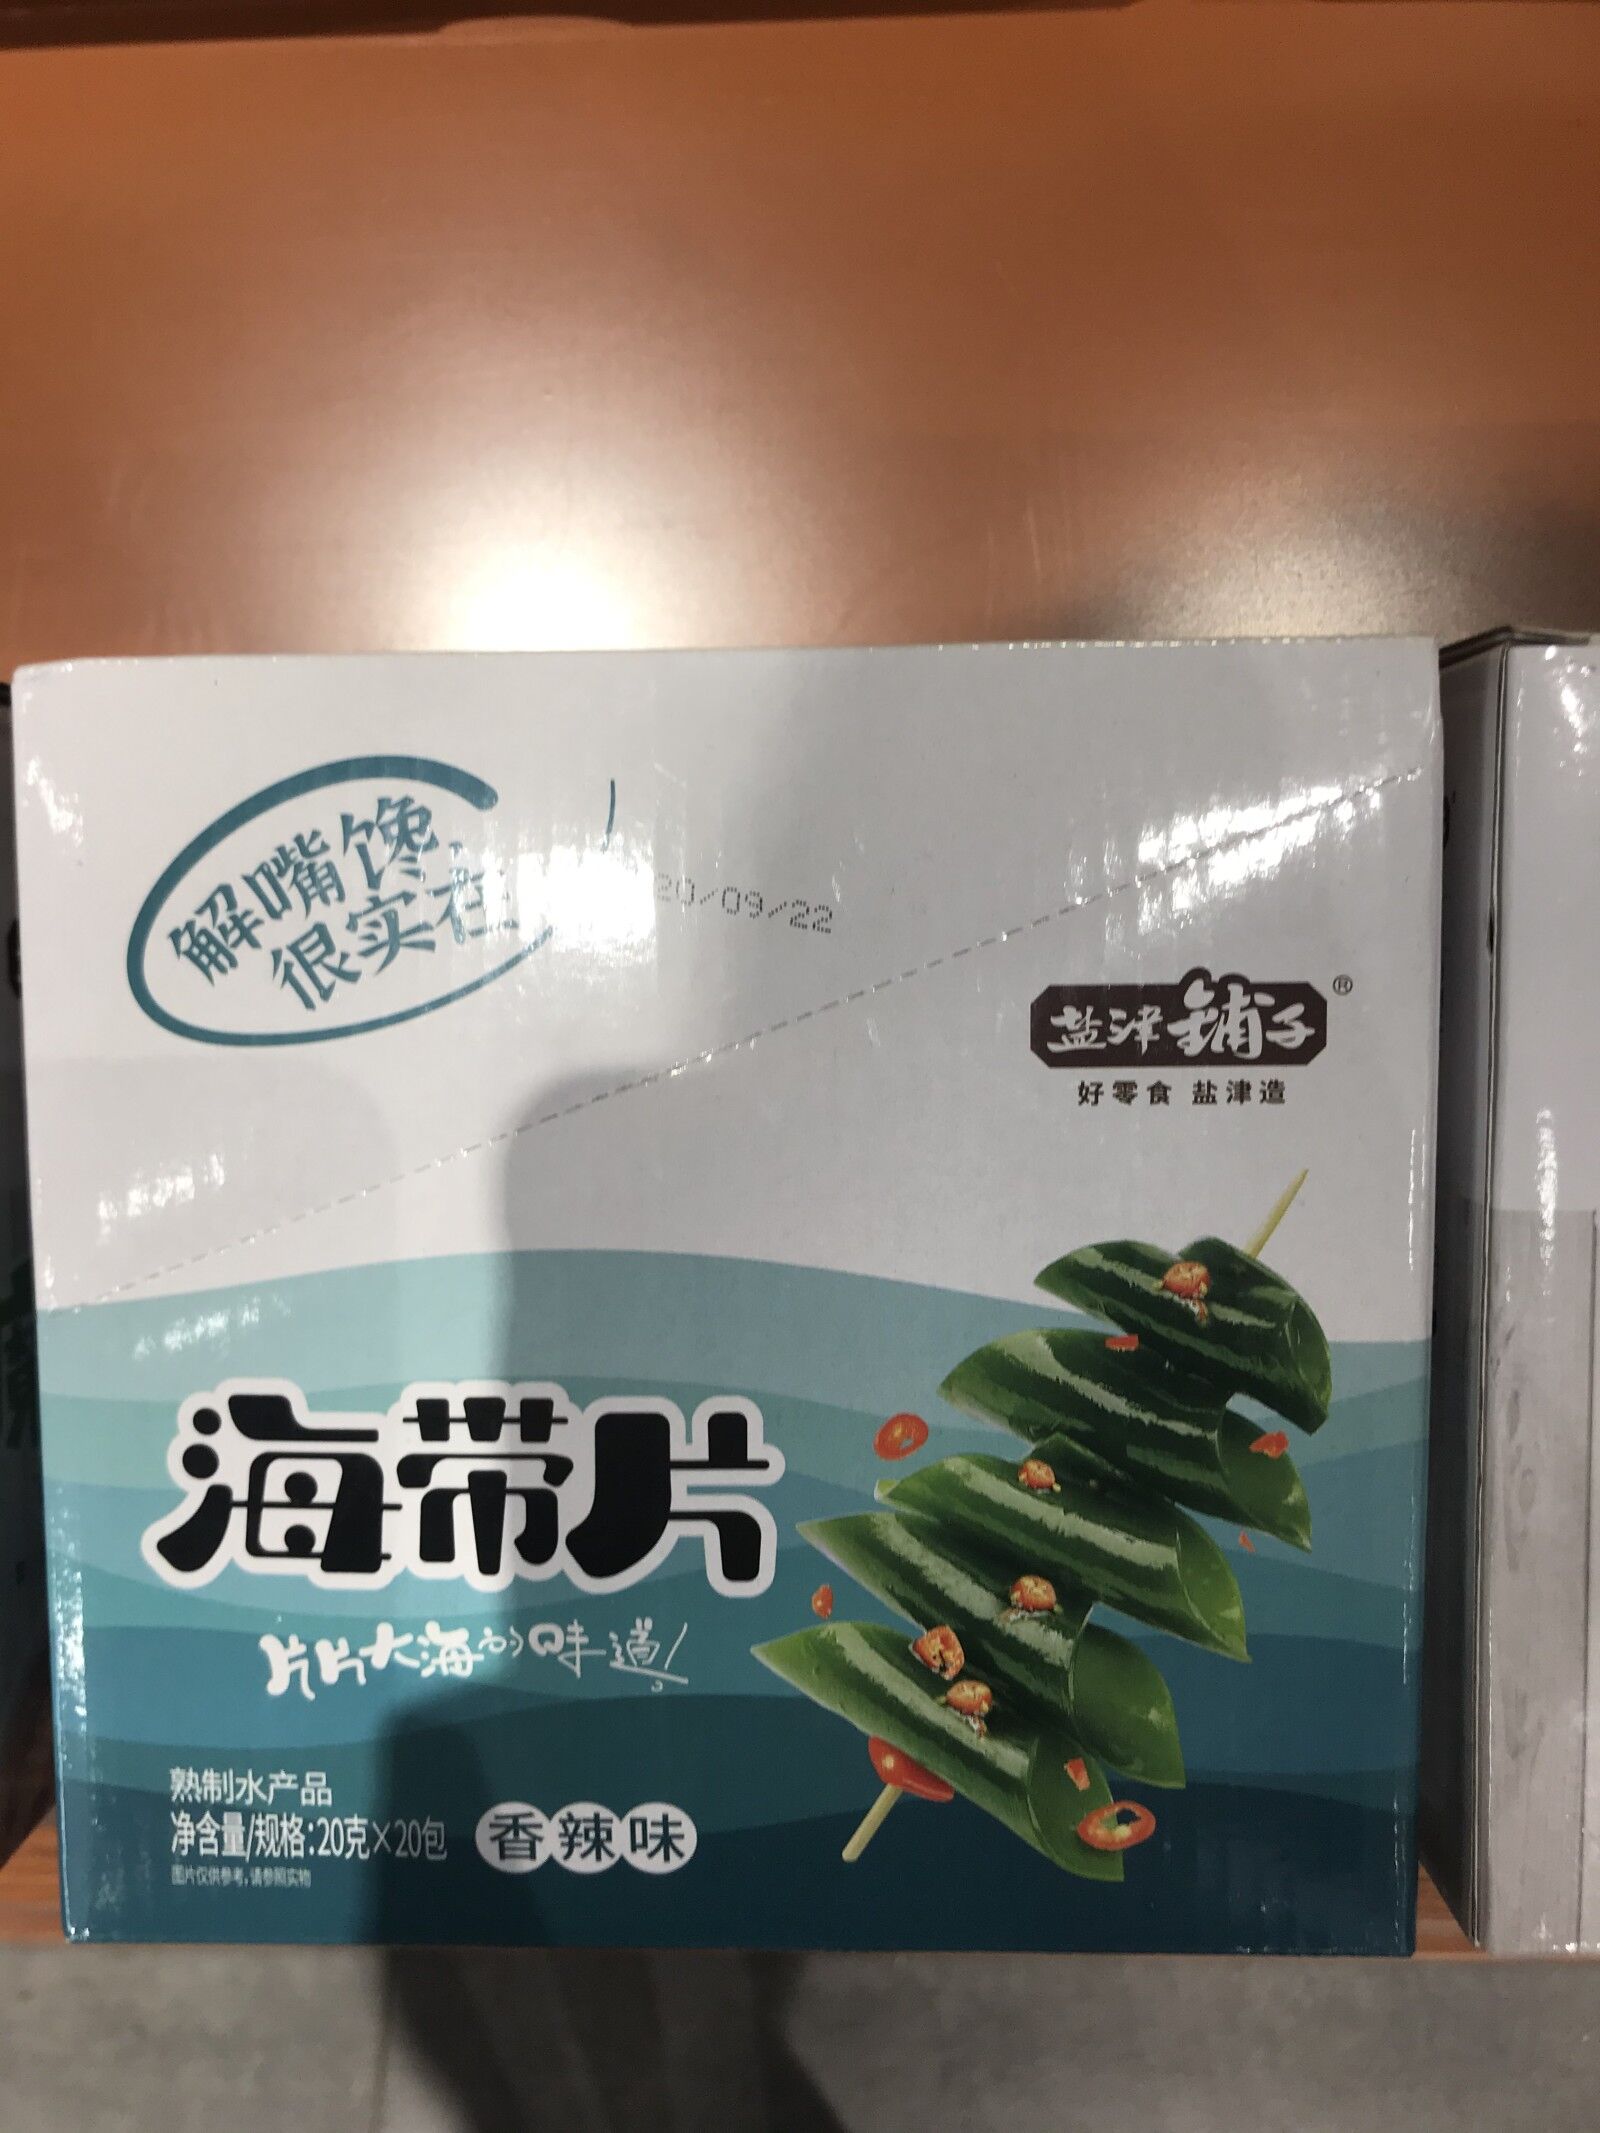 解嘴馋
很实在
20/09/22
盐津铺子®
好零食 盐津造
海带片
片片大海的味道!
熟制水产品
净含量/规格:20克×20包
香辣味
图片仅供参考,请参照实物